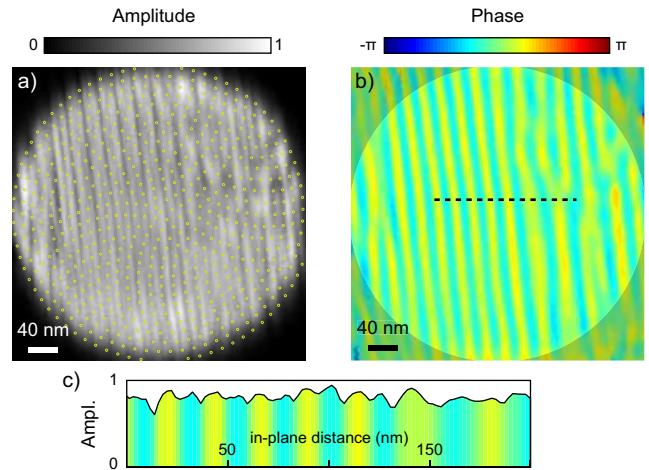 Amplitude
Phase
0
1
-π
π
a)
b)
40 nm
40 nm
c)
1
Ampl.
0
in-plane distance (nm)
50
150